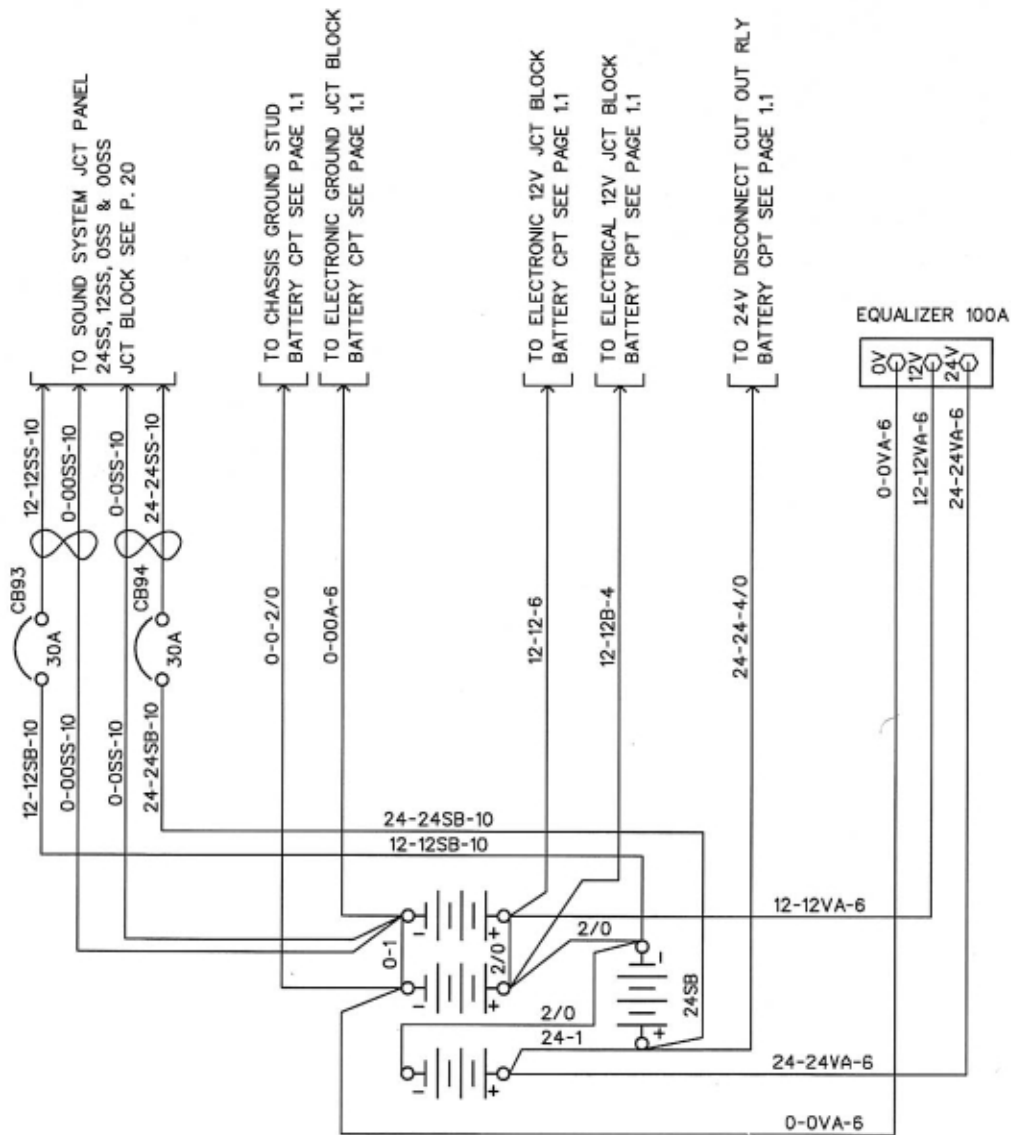 TO SOUND SYSTEM JCT PANEL
24SS, 12SS, 0SS & 00SS
JCT BLOCK SEE P. 20
TO CHASSIS GROUND STUD
BATTERY CPT SEE PAGE 1.1
TO ELECTRONIC GROUND JCT BLOCK
BATTERY CPT SEE PAGE 1.1
TO ELECTRONIC 12V JCT BLOCK
BATTERY CPT SEE PAGE 1.1
TO ELECTRICAL 12V JCT BLOCK
BATTERY CPT SEE PAGE 1.1
TO 24V DISCONNECT CUT OUT RLY
BATTERY CPT SEE PAGE 1.1
EQUALIZER 100A
0V
12V
24V
12-12SS-10
0-00SS-10
0-0SS-10
24-24SS-10
CB93
30A
CB94
30A
12-12SB-10
0-00SS-10
0-0SS-10
24-24SB-10
0-0-2/0
0-00A-6
12-12-6
12-12B-4
24-24-4/0
0-0VA-6
12-12VA-6
24-24VA-6
24-24SB-10
12-12SB-10
- +
12-12VA-6
0-1
2/0
2/0
- +
-
+
24SB
2/0
24-1
- +
24-24VA-6
0-0VA-6